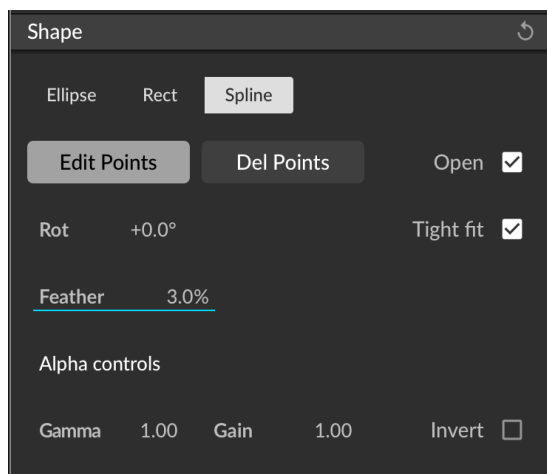 Shape
Ellipse Rect Spline
Edit Points Del Points Open
Rot +0.0° Tight fit
Feather 3.0%
Alpha controls
Gamma 1.00 Gain 1.00 Invert